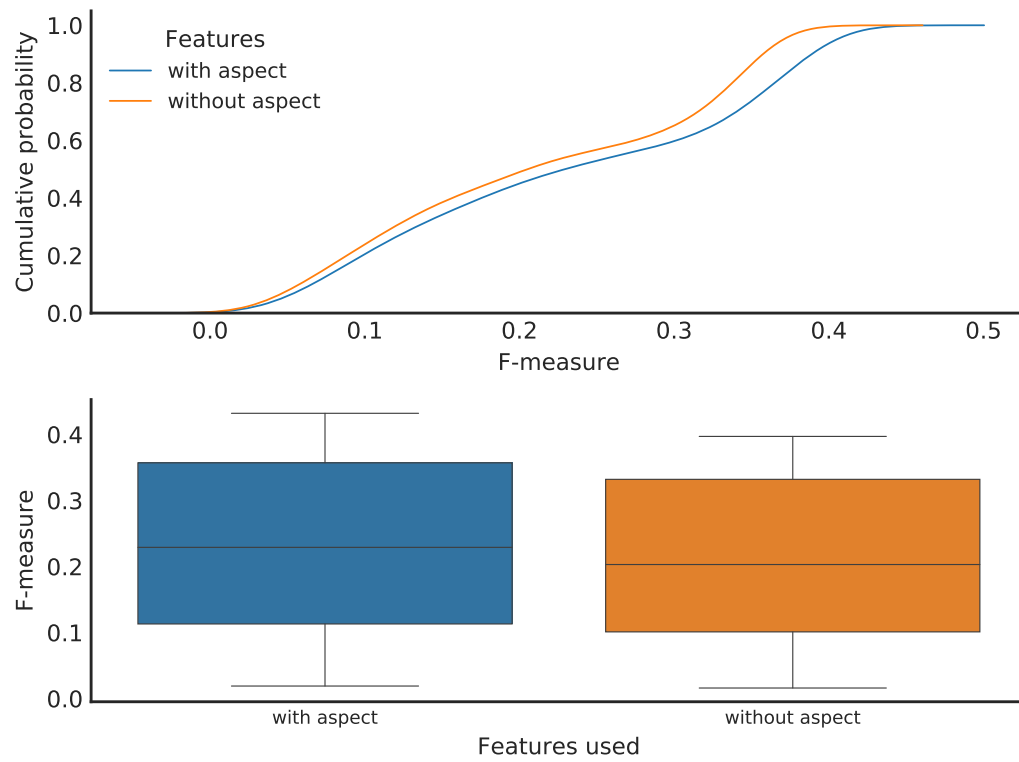 Cumulative probability
1.0
0.8
0.6
0.4
0.2
0.0
Features
with aspect
without aspect
0.0 0.1 0.2 0.3 0.4 0.5
F-measure
F-measure
0.4
0.3
0.2
0.1
0.0
with aspect without aspect
Features used